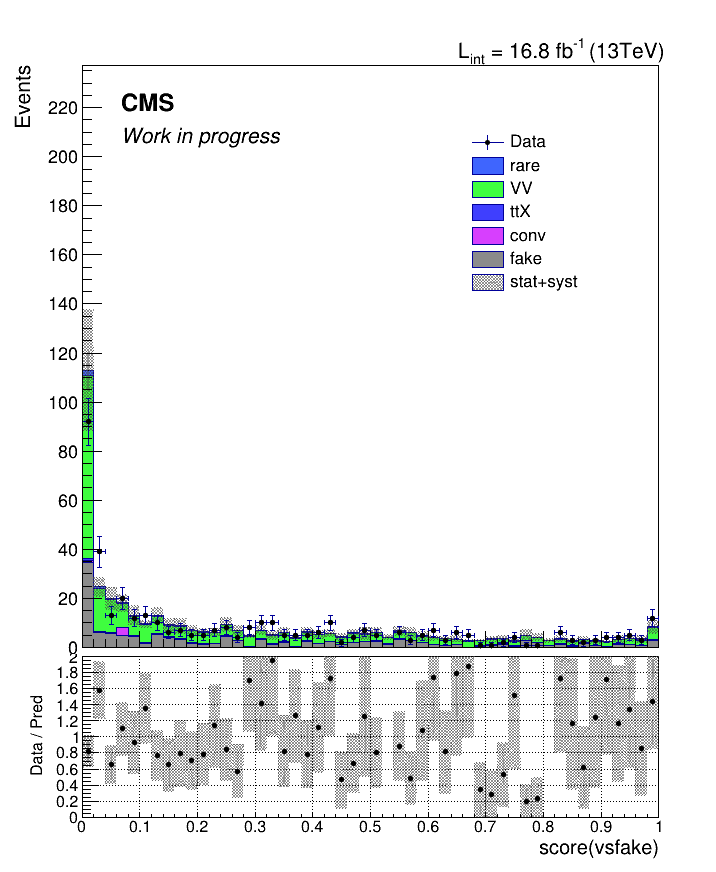 L_int = 16.8 fb^-1 (13TeV)
Events
CMS
Work in progress
Data
rare
VV
ttX
conv
fake
stat+syst
220
200
180
160
140
120
100
80
60
40
20
0
Data / Pred
2
1.8
1.6
1.4
1.2
1
0.8
0.6
0.4
0.2
0
0 0.1 0.2 0.3 0.4 0.5 0.6 0.7 0.8 0.9 1
score(vsfake)